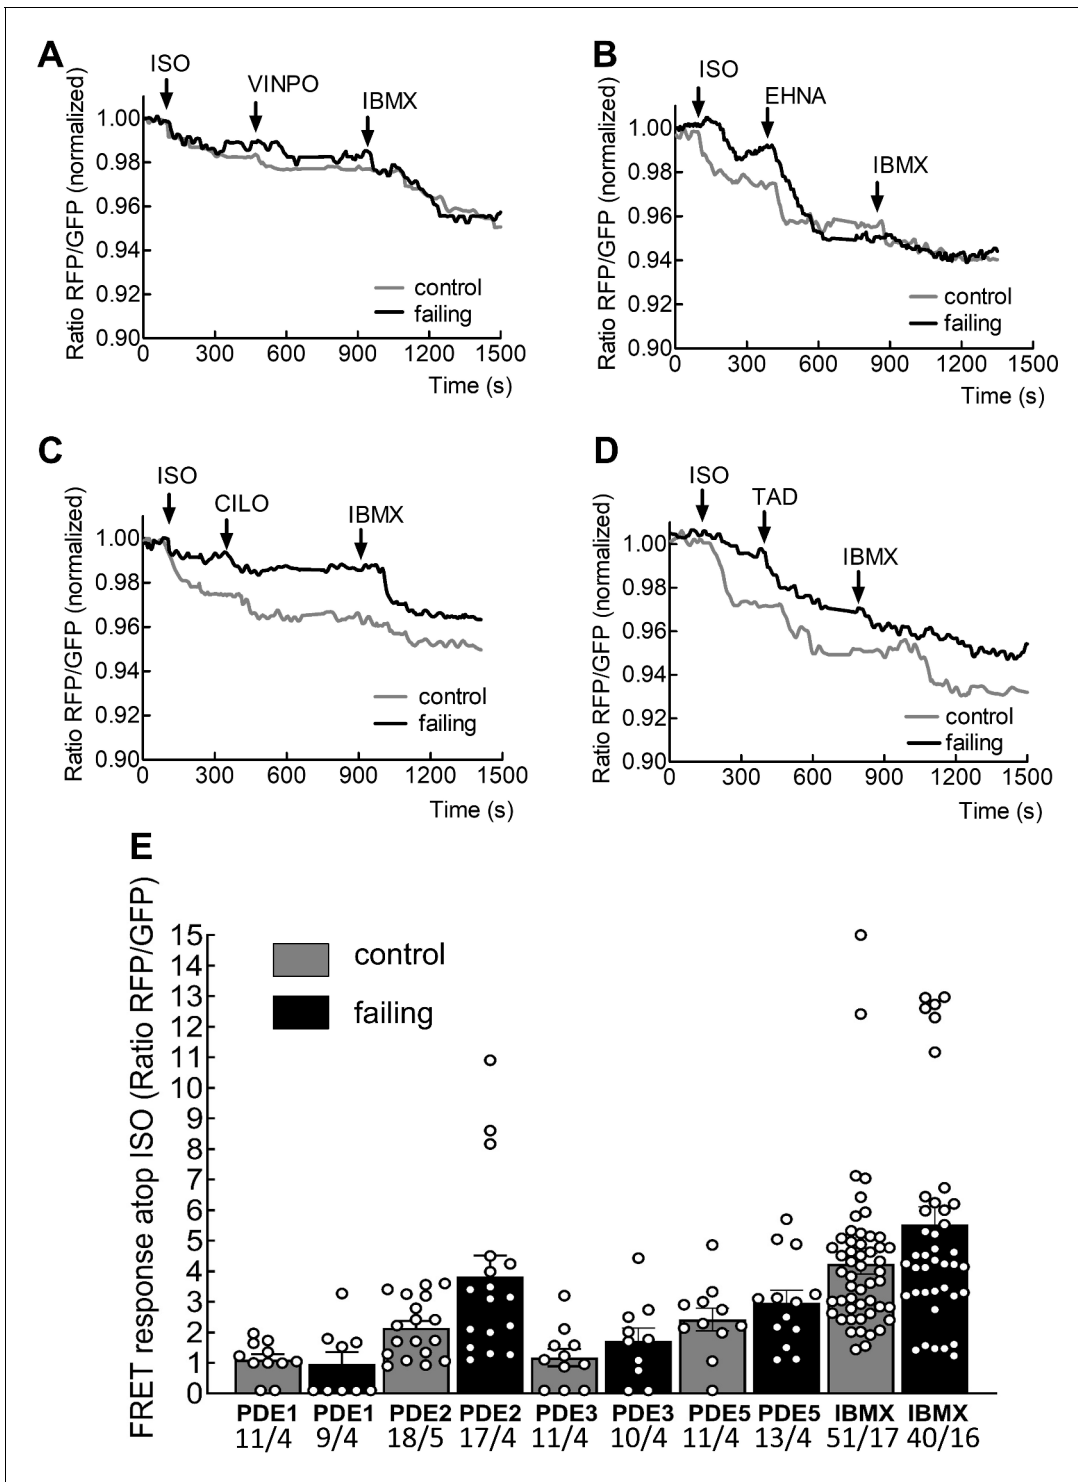 A
ISO
VINPO
IBMX
Ratio RFP/GFP (normalized)
1.00
0.98
0.96
0.94
0.92
0.90
control
failing
0 300 600 900 1200 1500
Time (s)
B
ISO
EHNA
IBMX
Ratio RFP/GFP (normalized)
1.00
0.98
0.96
0.94
0.92
0.90
control
failing
0 300 600 900 1200 1500
Time (s)
C
ISO
CILO
IBMX
Ratio RFP/GFP (normalized)
1.00
0.98
0.96
0.94
0.92
0.90
control
failing
0 300 600 900 1200 1500
Time (s)
D
ISO
TAD
IBMX
Ratio RFP/GFP (normalized)
1.00
0.98
0.96
0.94
0.92
0.90
control
failing
0 300 600 900 1200 1500
Time (s)
E
FRET response atop ISO (Ratio RFP/GFP)
15
14
13
12
11
10
9
8
7
6
5
4
3
2
1
0
control
failing
PDE1 PDE1 PDE2 PDE2 PDE3 PDE3 PDE5 PDE5 IBMX IBMX
11/4 9/4 18/5 17/4 11/4 10/4 11/4 13/4 51/17 40/16